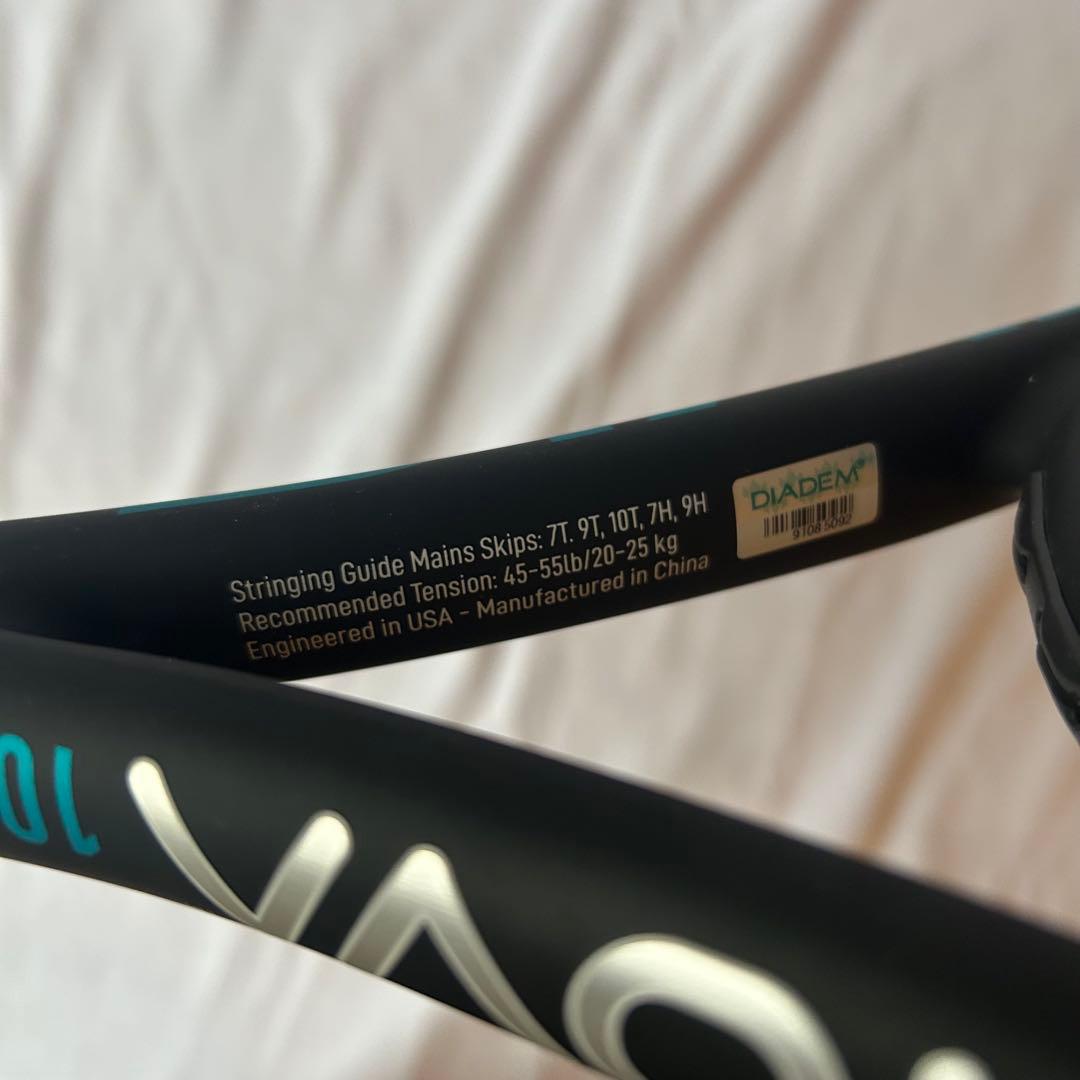 Stringing Guide Mains Skips: 7T. 9T, 10T, 7H, 9H
Recommended Tension: 45-55lb/20-25 kg
Engineered in USA - Manufactured in China
DIADEM
9108 5092
10